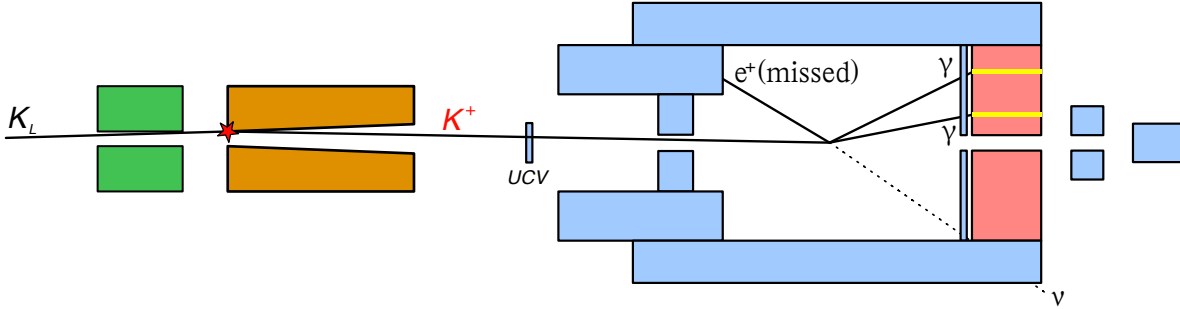 K_L
K⁺
UCV
e⁺(missed)
γ
γ
ν